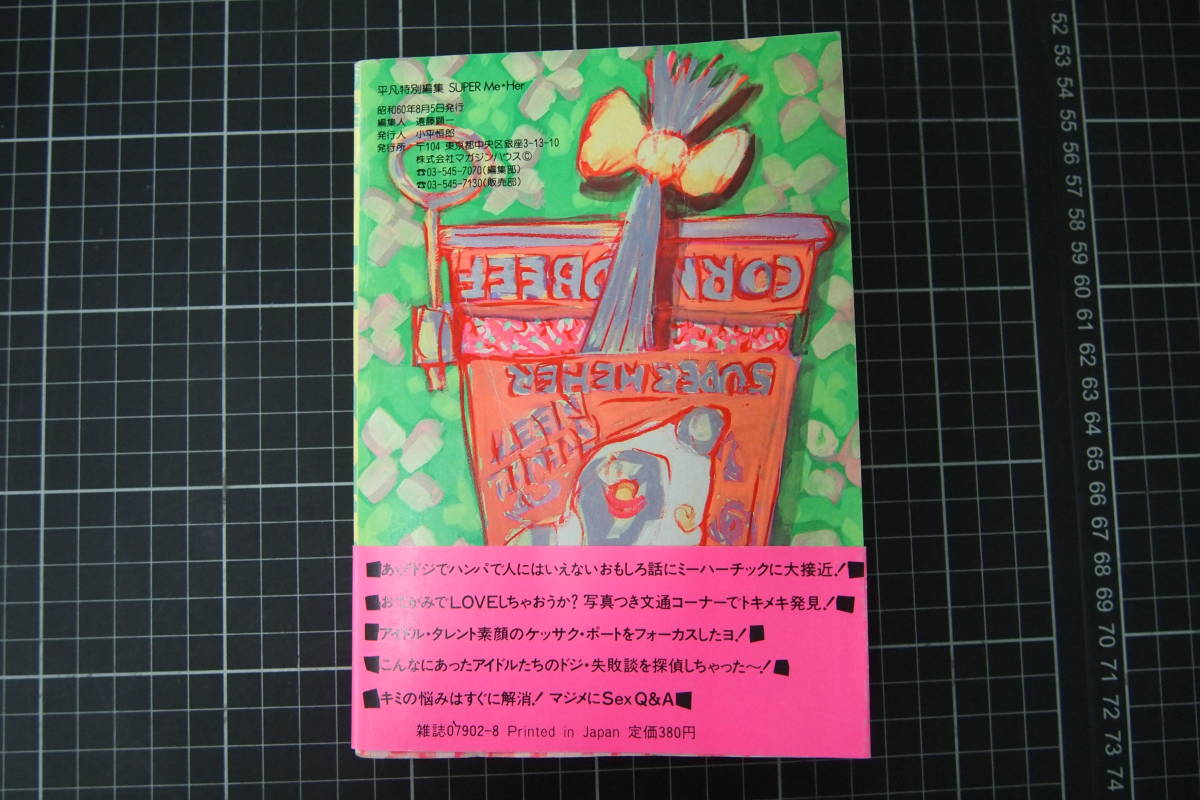 平凡特別編集 SUPER Me•Her
昭和60年8月5日発行
編集人 遠藤顕一
発行人 小平恒郎
発行所 〒104 東京都中央区銀座3-13-10
株式会社マガジンハウス©
☎03-545-7070(編集部)
☎03-545-7130(販売部)
BEEF
SUPER ME HER
ドジでハンパで人にはいえないおもしろ話にミーハーチックに大接近!
おてがみでLOVEしちゃおうか?写真つき文通コーナーでトキメキ発見!
アイドル・タレント素顔のケッサク・ポートをフォーカスしたヨ!
こんなにあったアイドルたちのドジ・失敗談を探偵しちゃった〜!
キミの悩みはすぐに解消!マジメにSex Q&A
雑誌07902-8 Printed in Japan 定価380円
52
53
54
55
56
57
58
59
60
61
62
63
64
65
66
67
68
69
70
71
72
73
74